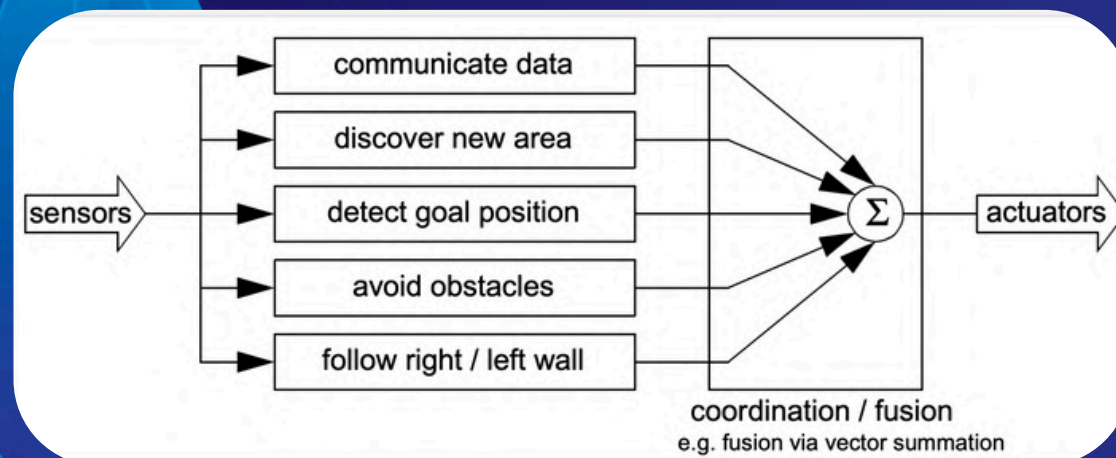 communicate data
discover new area
sensors
detect goal position
Σ
actuators
avoid obstacles
follow right / left wall
coordination / fusion
e.g. fusion via vector summation